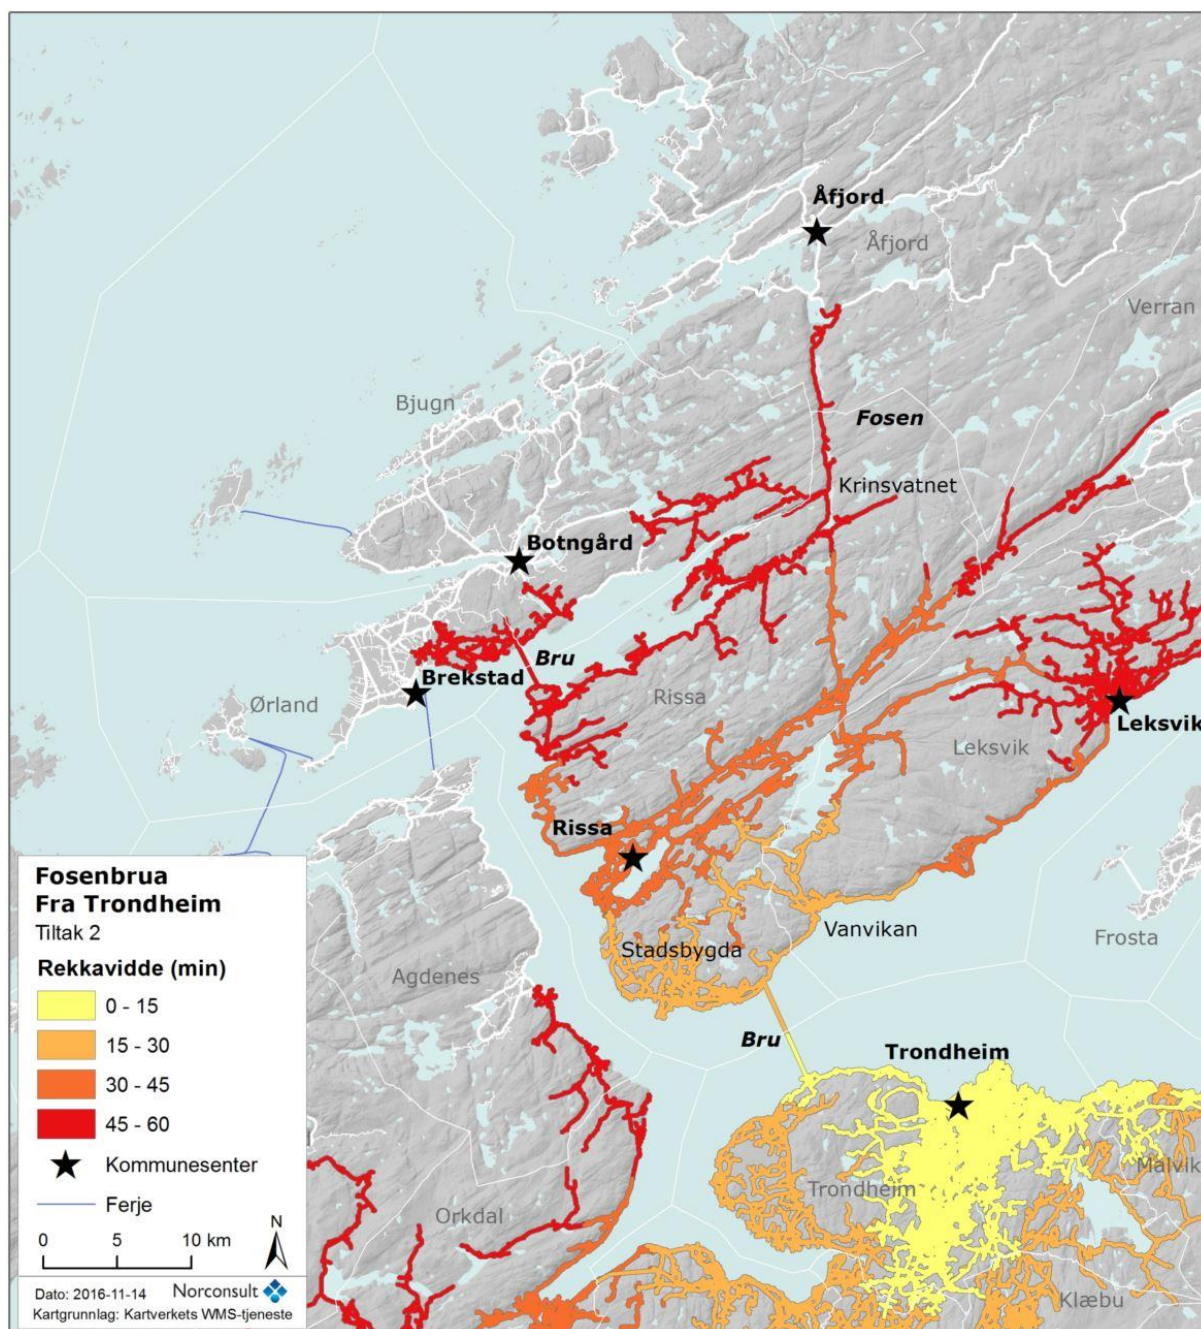 Åfjord
Åfjord
Verran
Bjugn
Fosen
Krinsvatnet
Botngård
Bru
Brekstad
Rissa
Ørland
Leksvik
Leksvik
Rissa
Vanvikan
Stadsbygda
Frosta
Agdenes
Bru
Trondheim
Malvik
Trondheim
Orkdal
Klæbu
Fosenbrua
Fra Trondheim
Tiltak 2
Rekkavidde (min)
0 - 15
15 - 30
30 - 45
45 - 60
Kommunesenter
Ferje
N
0 5 10 km
Dato: 2016-11-14 Norconsult
Kartgrunnlag: Kartverkets WMS-tjeneste